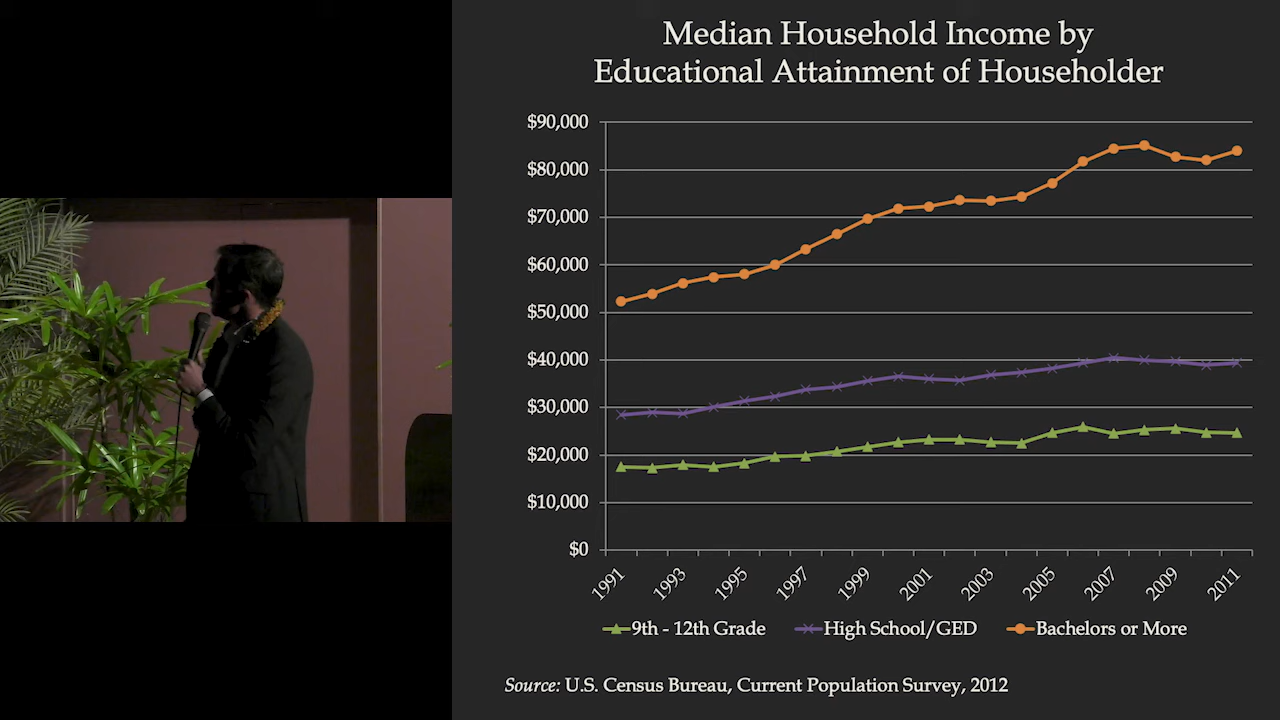 Median Household Income by
Educational Attainment of Householder
$90,000
$80,000
$70,000
$60,000
$50,000
$40,000
$30,000
$20,000
$10,000
$0
1991 1993 1995 1997 1999 2001 2003 2005 2007 2009 2011
9th - 12th Grade High School/GED Bachelors or More
Source: U.S. Census Bureau, Current Population Survey, 2012